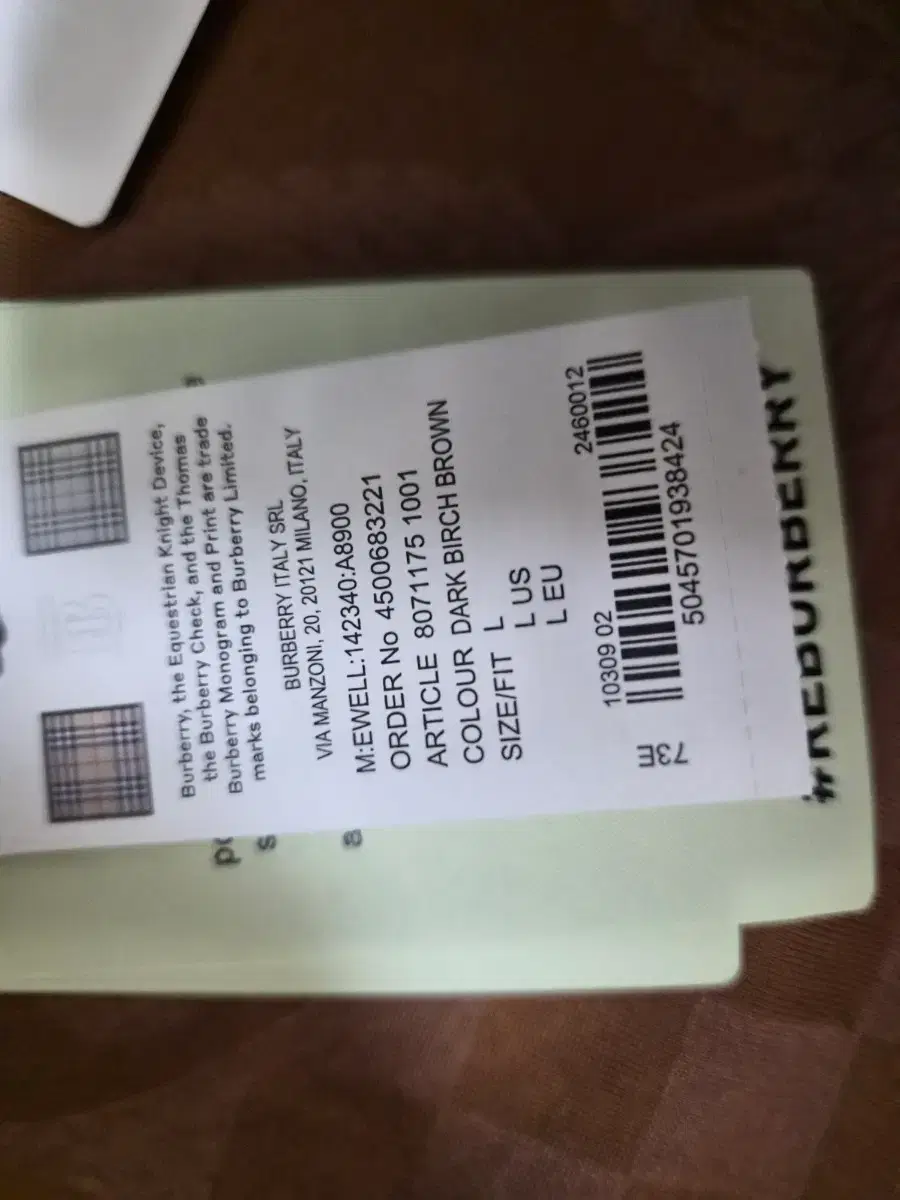 Burberry, the Equestrian Knight Device,
the Burberry Check, and the Thomas
Burberry Monogram and Print are trade
marks belonging to Burberry Limited.
BURBERRY ITALY SRL
VIA MANZONI, 20, 20121 MILANO, ITALY
M:EWELL:142340:A8900
ORDER No 4500683221
ARTICLE 8071175 1001
COLOUR DARK BIRCH BROWN
SIZE/FIT L
L US
L EU
10309 02 2460012
73m
5045701938424
#REBURBERRY